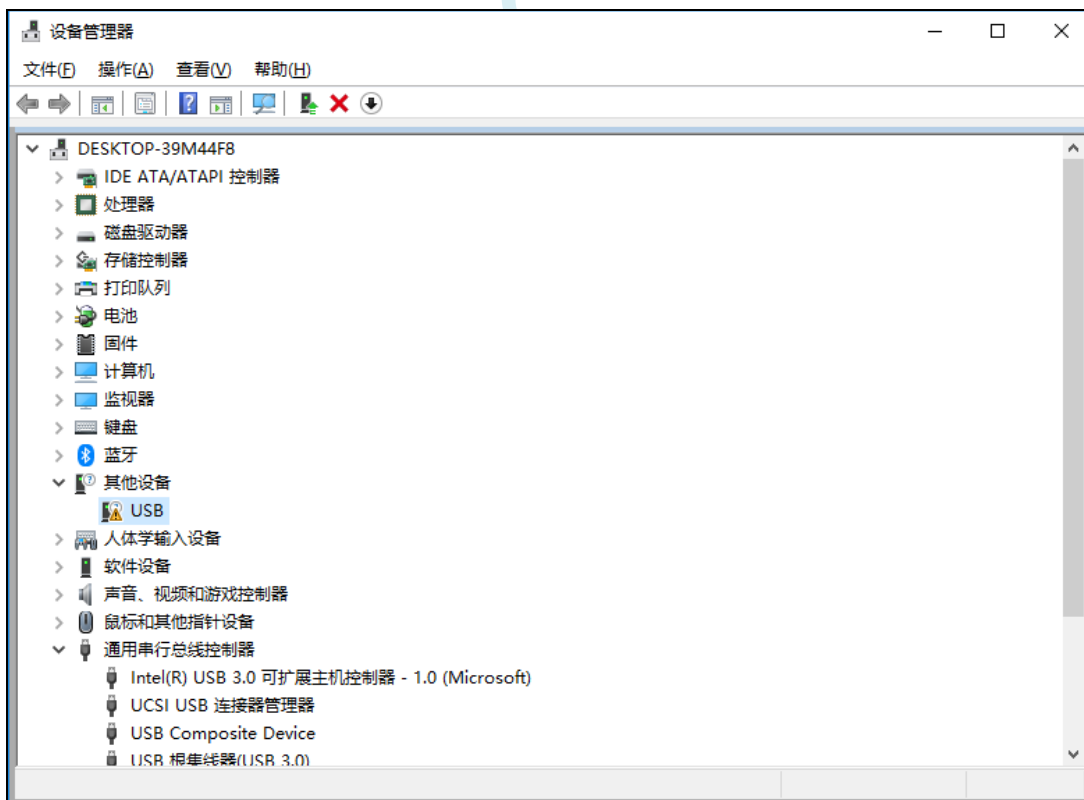 设备管理器
文件(F) 操作(A) 查看(V) 帮助(H)
DESKTOP-39M44F8
IDE ATA/ATAPI 控制器
处理器
磁盘驱动器
存储控制器
打印队列
电池
固件
计算机
监视器
键盘
蓝牙
其他设备
USB
人体学输入设备
软件设备
声音、视频和游戏控制器
鼠标和其他指针设备
通用串行总线控制器
Intel(R) USB 3.0 可扩展主机控制器 - 1.0 (Microsoft)
UCSI USB 连接器管理器
USB Composite Device
USB 根集线器(USB 3.0)